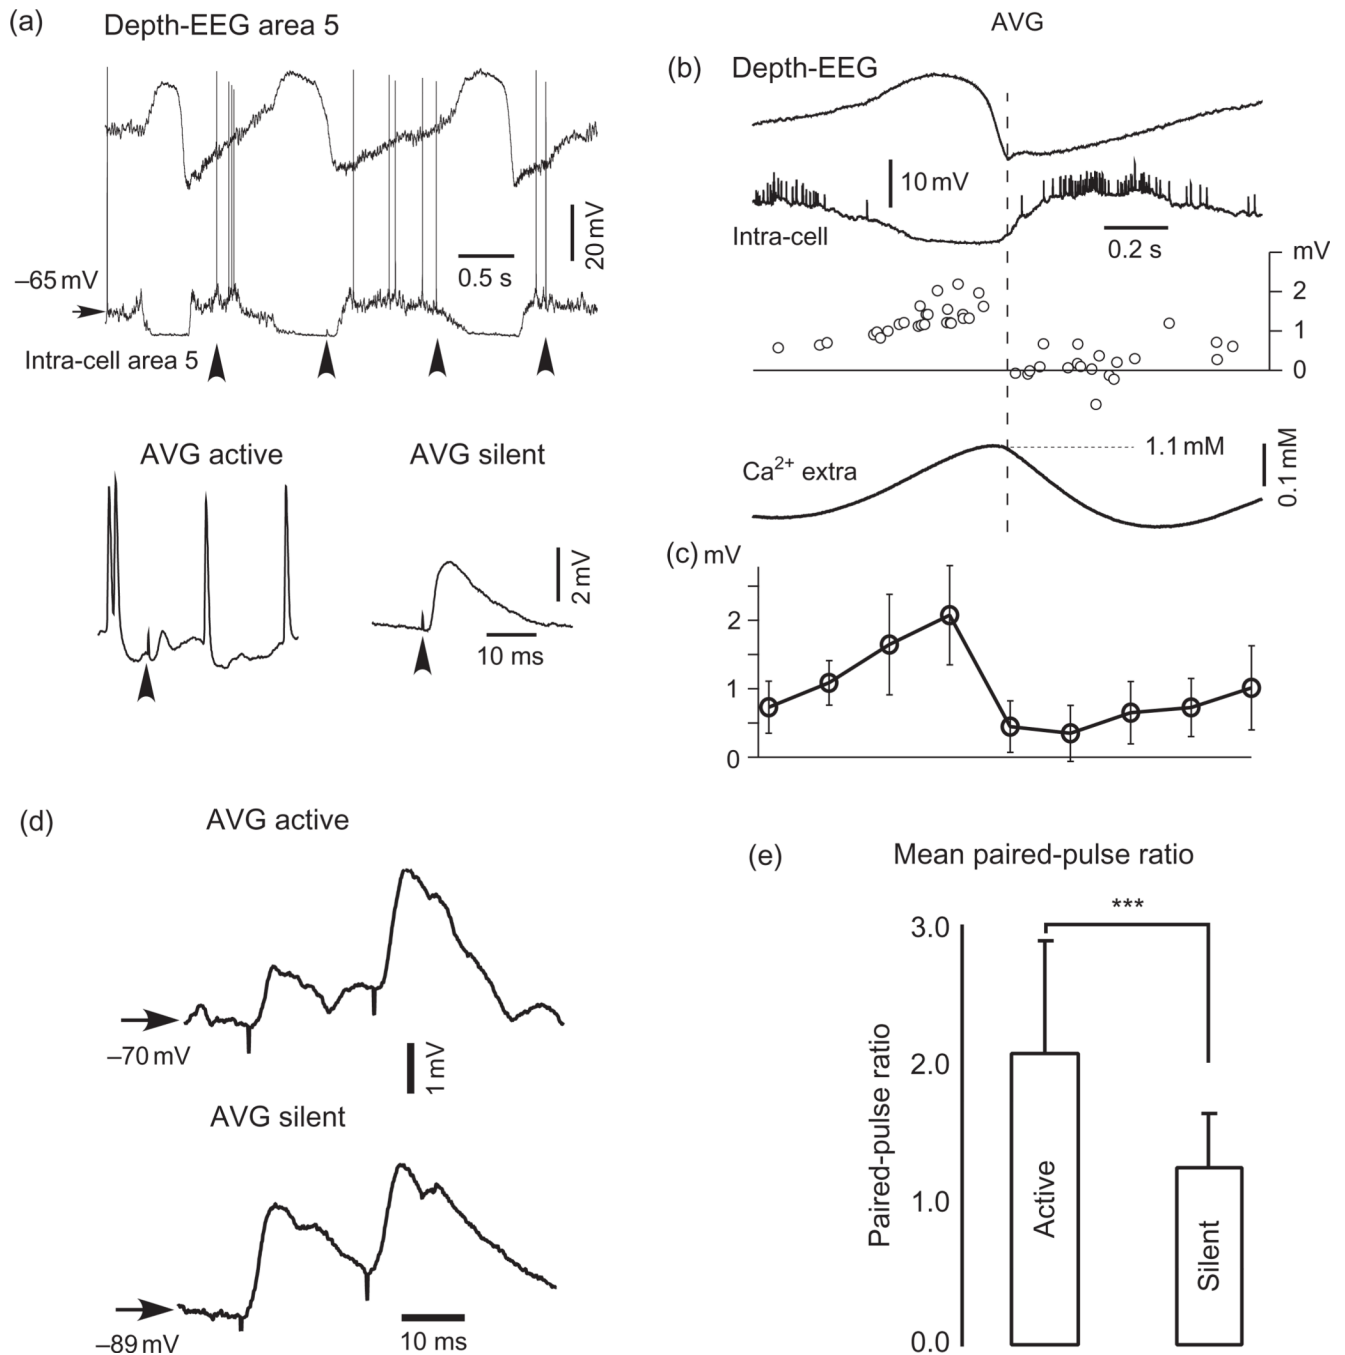 (a)
Depth-EEG area 5
20 mV
0.5 s
–65 mV
Intra-cell area 5
AVG active
AVG silent
2 mV
10 ms
AVG
(b)
Depth-EEG
10 mV
Intra-cell
0.2 s
mV
2
1
0
Ca2+ extra
1.1 mM
0.1 mM
(c) mV
2
1
0
(d)
AVG active
–70 mV
1 mV
AVG silent
–89 mV
10 ms
(e)
Mean paired-pulse ratio
***
Paired-pulse ratio
3.0
2.0
1.0
0.0
Active
Silent